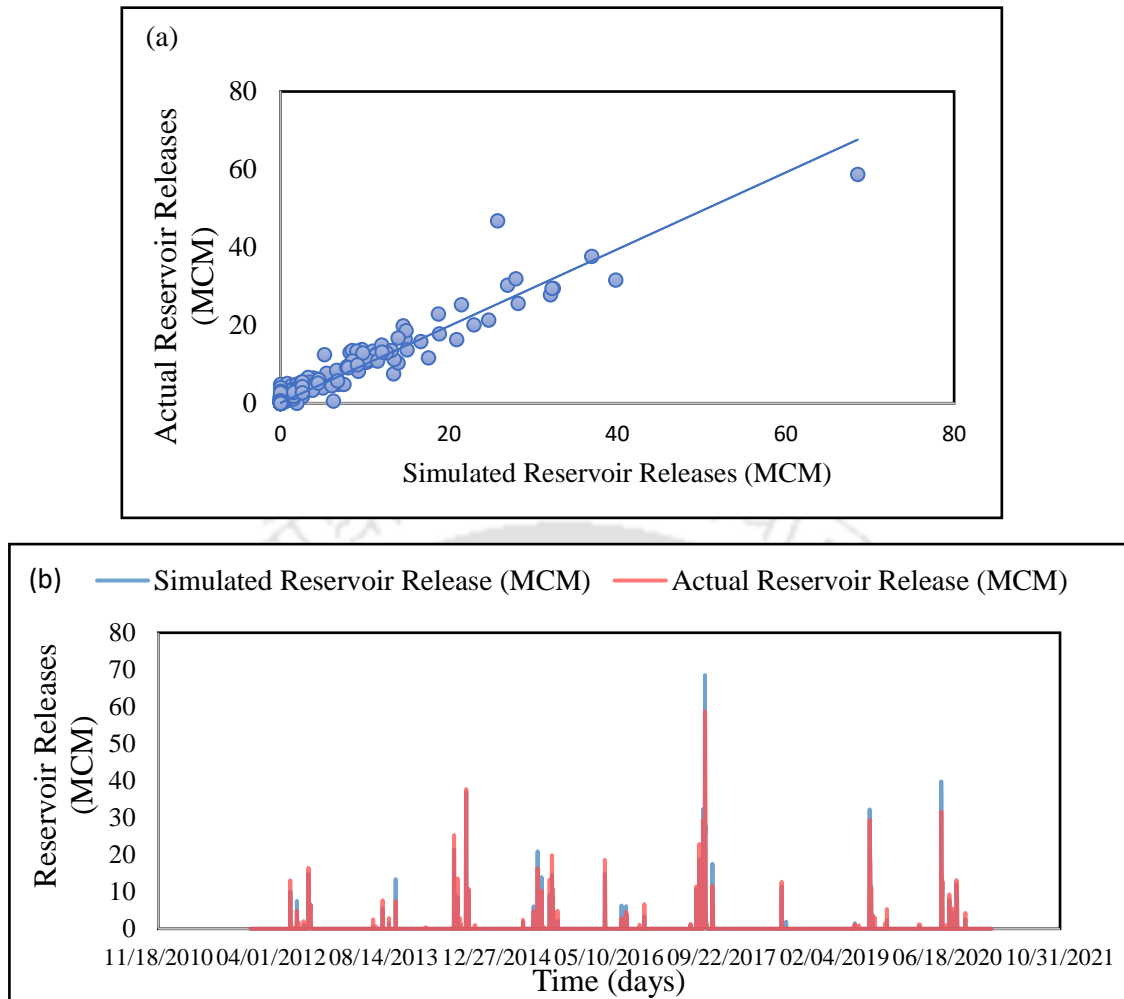 (a)
80
60
40
20
0
0 20 40 60 80
Actual Reservoir Releases
(MCM)
Simulated Reservoir Releases (MCM)
(b) Simulated Reservoir Release (MCM) Actual Reservoir Release (MCM)
80
70
60
50
40
30
20
10
0
Reservoir Releases
(MCM)
11/18/2010 04/01/2012 08/14/2013 12/27/2014 05/10/2016 09/22/2017 02/04/2019 06/18/2020 10/31/2021
Time (days)